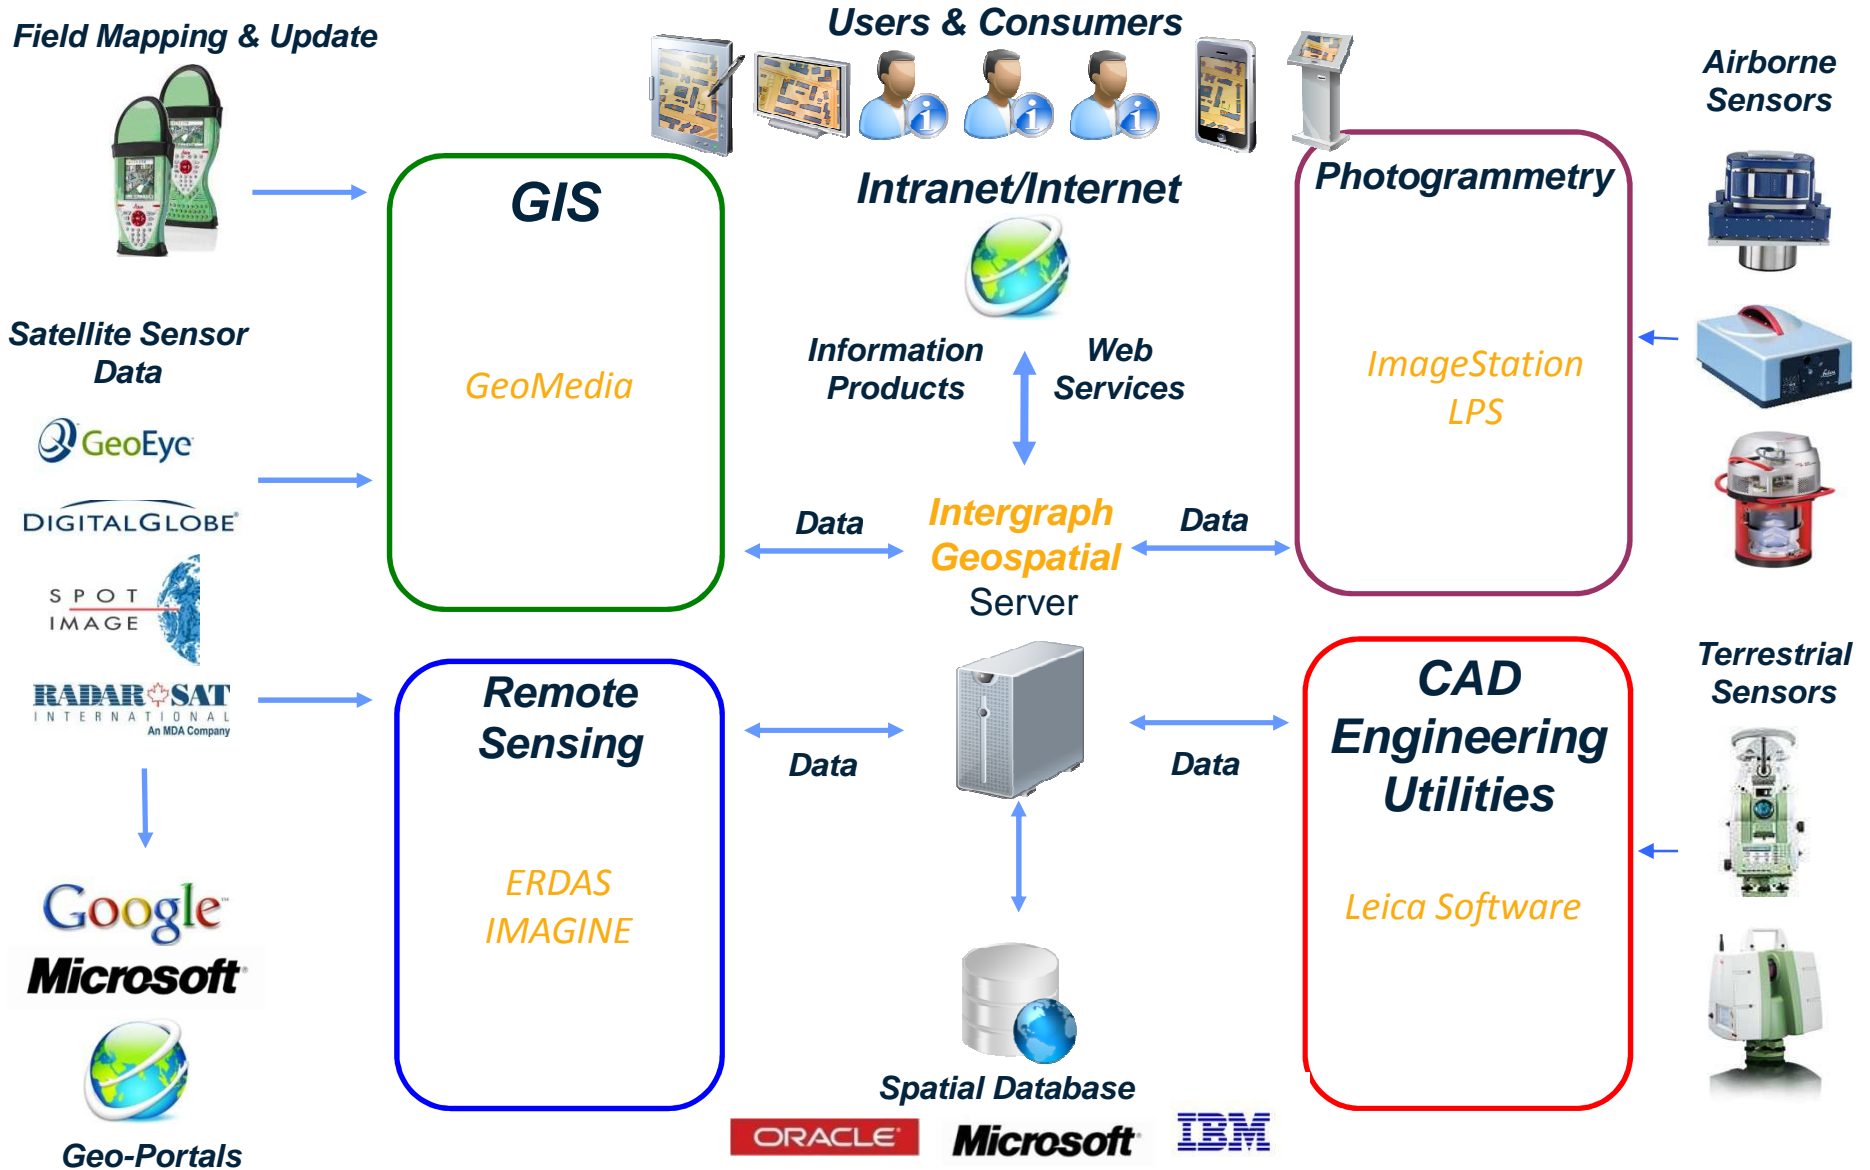 Field Mapping & Update
Users & Consumers
Airborne
Sensors
GIS
Intranet/Internet
Photogrammetry
Satellite Sensor
Data
GeoMedia
Information
Products
Web
Services
ImageStation
LPS
GeoEye
DIGITALGLOBE®
SPOT
IMAGE
RADARSAT
INTERNATIONAL
An MDA Company
Data
Intergraph
Geospatial
Server
Data
Remote
Sensing
Data
Data
CAD
Engineering
Utilities
Terrestrial
Sensors
Google™
Microsoft®
Geo-Portals
ERDAS
IMAGINE
Leica Software
Spatial Database
ORACLE®
Microsoft®
IBM